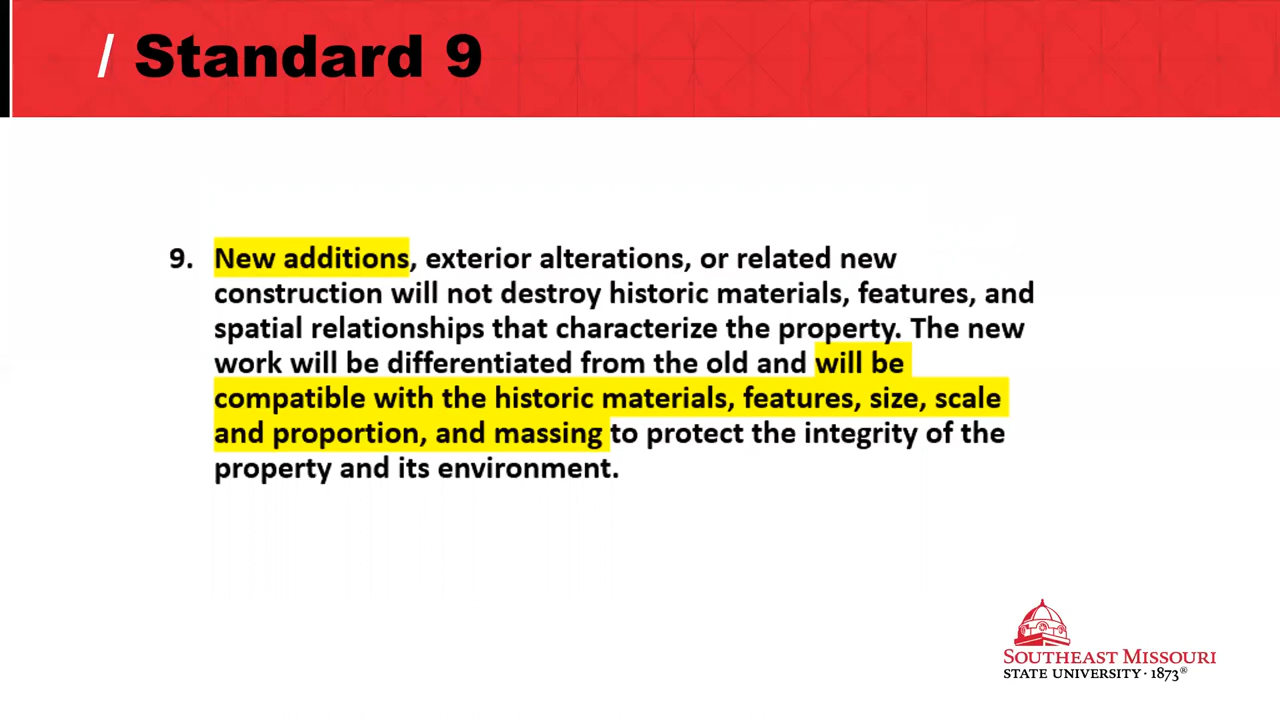 / Standard 9
9. New additions, exterior alterations, or related new
construction will not destroy historic materials, features, and
spatial relationships that characterize the property. The new
work will be differentiated from the old and will be
compatible with the historic materials, features, size, scale
and proportion, and massing to protect the integrity of the
property and its environment.
SOUTHEAST MISSOURI
STATE UNIVERSITY · 1873®